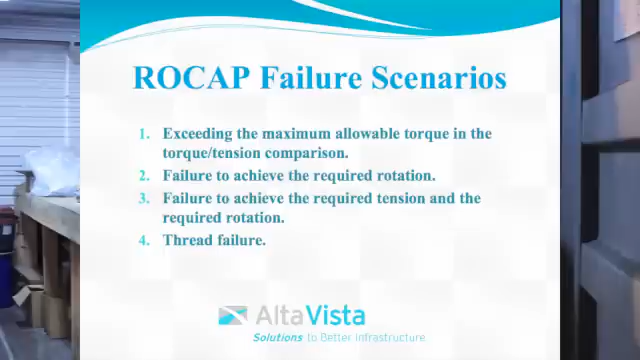 ROCAP Failure Scenarios
1. Exceeding the maximum allowable torque in the
torque/tension comparison.
2. Failure to achieve the required rotation.
3. Failure to achieve the required tension and the
required rotation.
4. Thread failure.
AltaVista
Solutions to Better Infrastructure